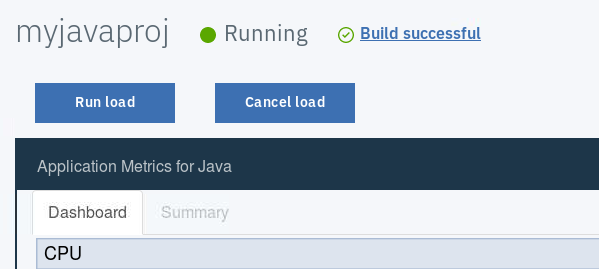 myjavaproj Running Build successful
Run load Cancel load
Application Metrics for Java
Dashboard Summary
CPU